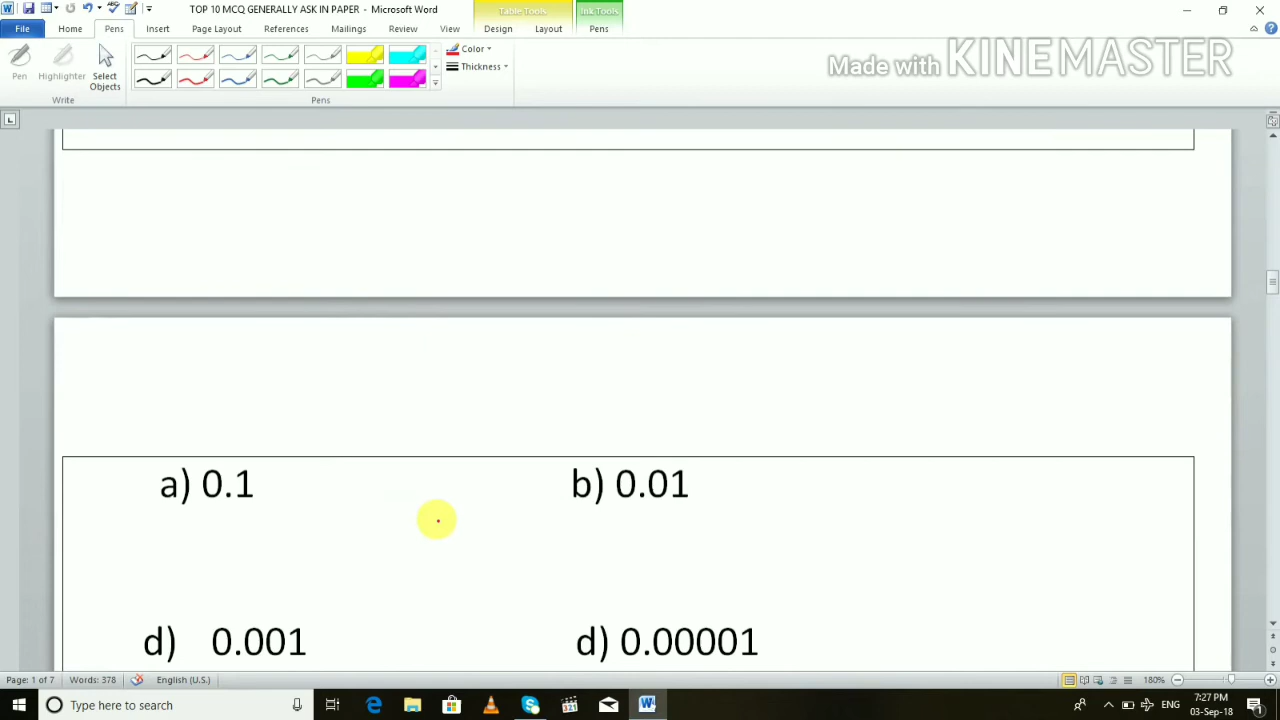 TOP 10 MCQ GENERALLY ASK IN PAPER - Microsoft Word
Table Tools
Ink Tools
File Home Pens Insert Page Layout References Mailings Review View Design Layout Pens
Made with KINEMASTER
Pen
Highlighter
Select Objects
Color
Thickness
Write
Pens
a) 0.1 b) 0.01
d) 0.001 d) 0.00001
Page: 1 of 7 Words: 378 English (U.S.) 180%
Type here to search
ENG
7:27 PM
03-Sep-18